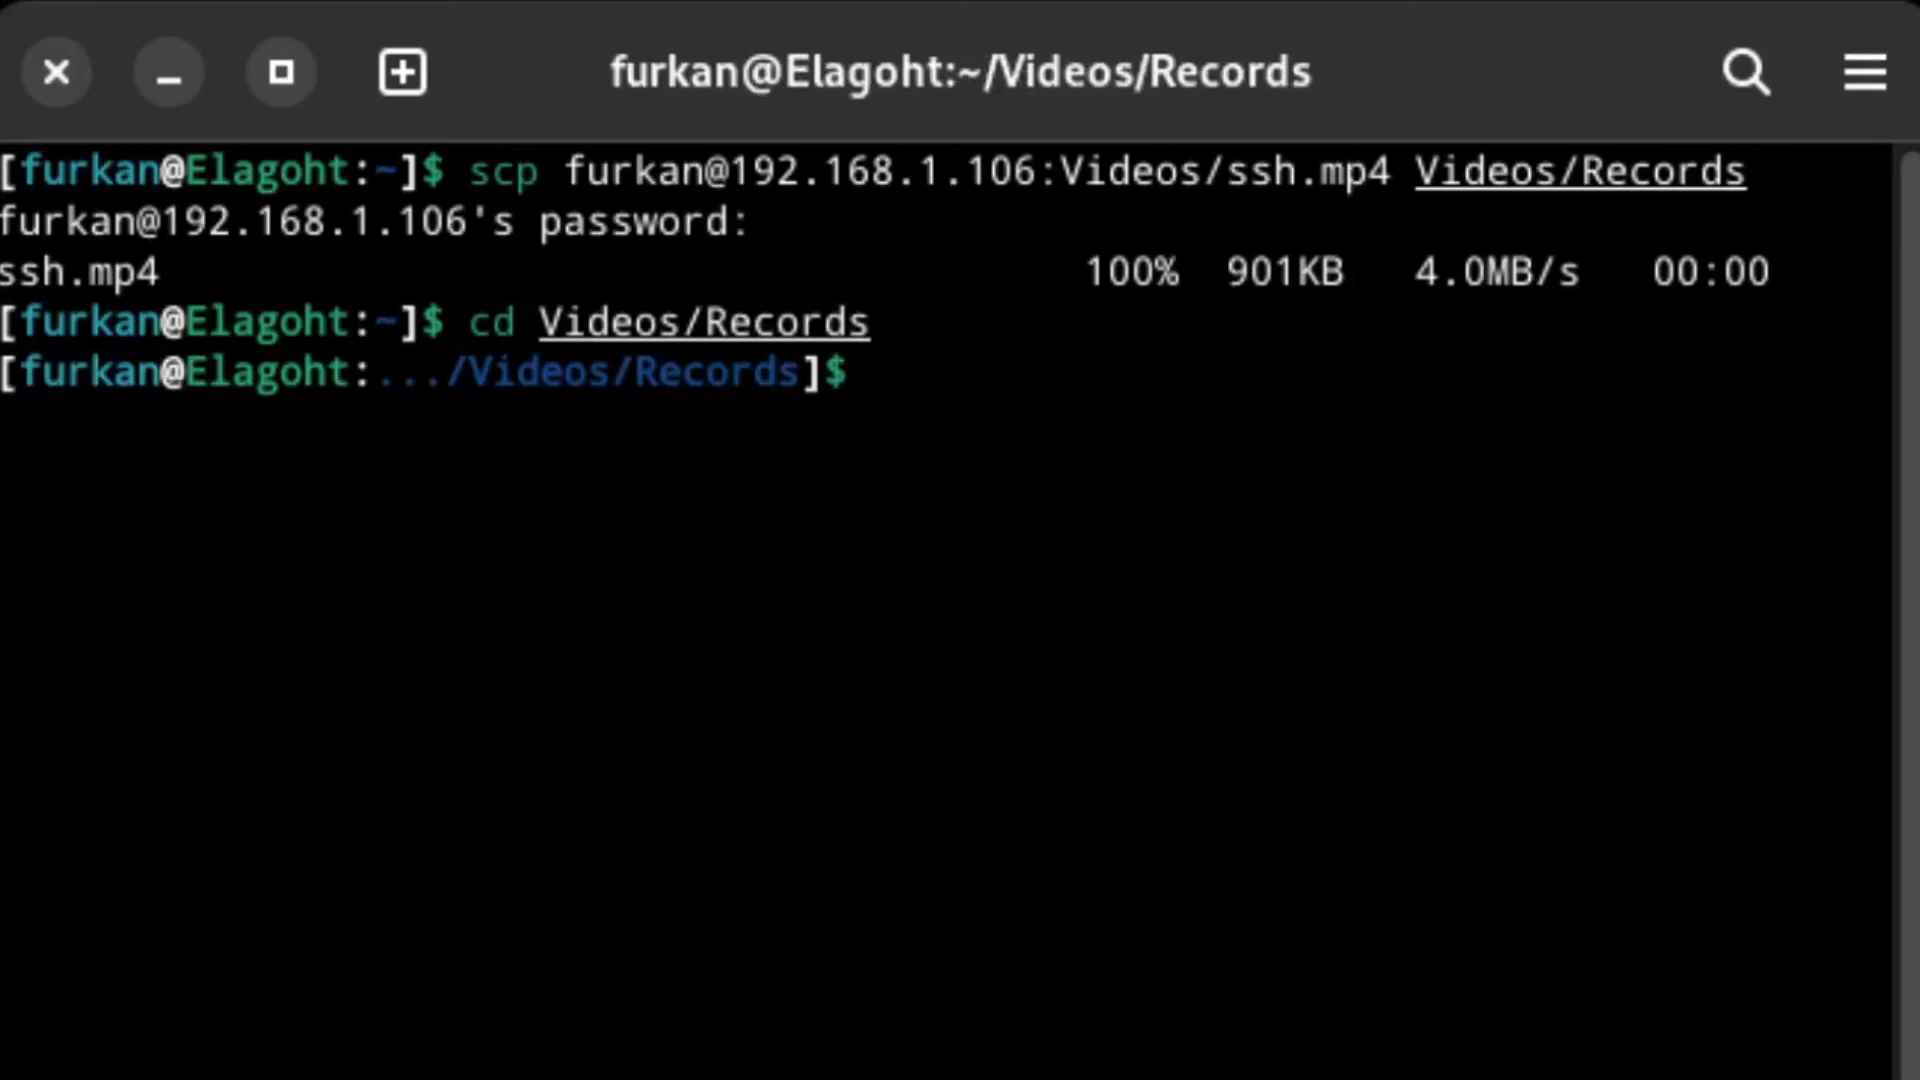 furkan@Elagoht:~/Videos/Records
[furkan@Elagoht:~]$ scp furkan@192.168.1.106:Videos/ssh.mp4 Videos/Records
furkan@192.168.1.106's password:
ssh.mp4 100% 901KB 4.0MB/s 00:00
[furkan@Elagoht:~]$ cd Videos/Records
[furkan@Elagoht:.../Videos/Records]$